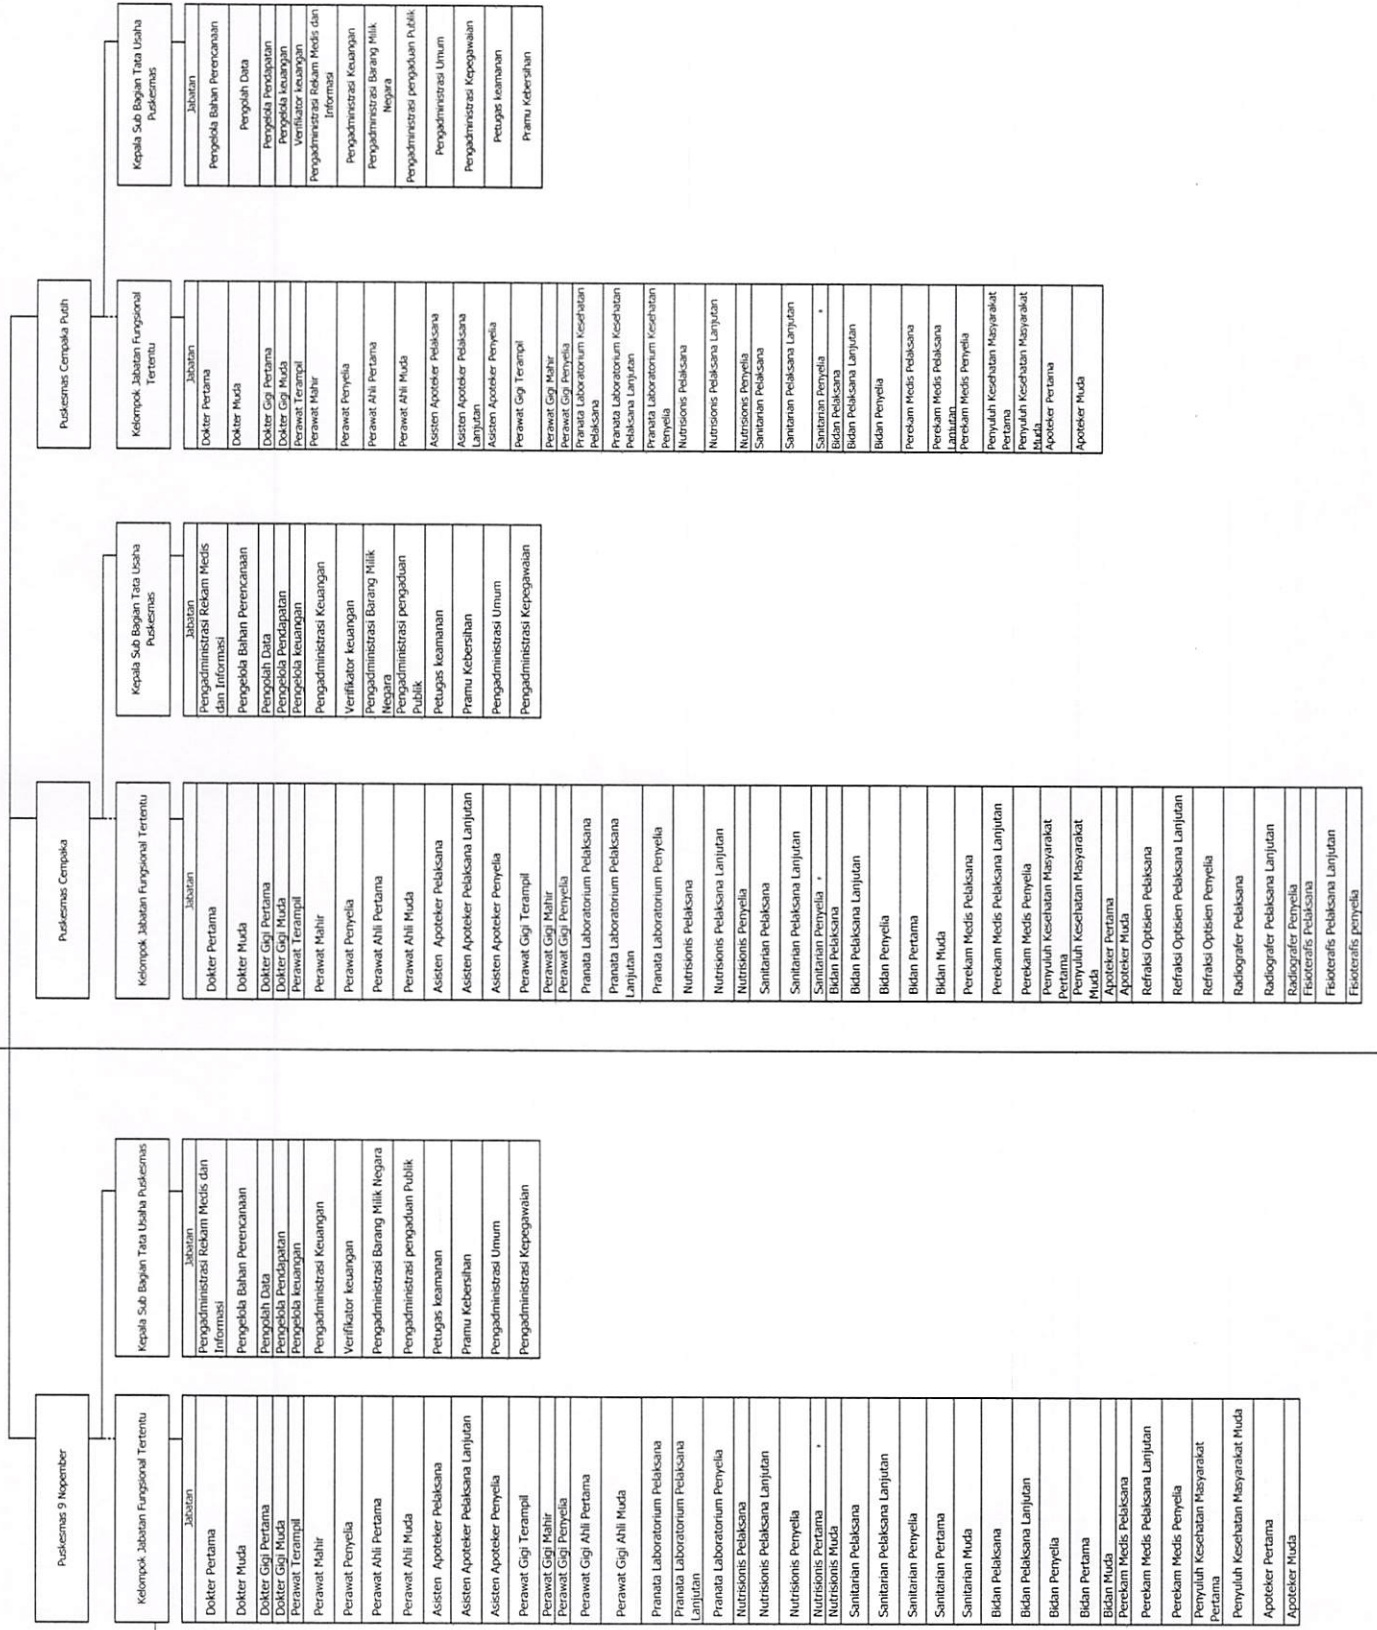 Puskesmas 9 Nopember
Kelompok Jabatan Fungsional Tertentu
Jabatan
Dokter Pertama
Dokter Muda
Dokter Gigi Pertama
Dokter Gigi Muda
Perawat Terampil
Perawat Mahir
Perawat Penyelia
Perawat Ahli Pertama
Perawat Ahli Muda
Asisten Apoteker Pelaksana
Asisten Apoteker Pelaksana Lanjutan
Asisten Apoteker Penyelia
Perawat Gigi Terampil
Perawat Gigi Mahir
Perawat Gigi Penyelia
Perawat Gigi Ahli Pertama
Perawat Gigi Ahli Muda
Pranata Laboratorium Pelaksana
Pranata Laboratorium Pelaksana
Lanjutan
Pranata Laboratorium Penyelia
Nutrisionis Pelaksana
Nutrisionis Pelaksana Lanjutan
Nutrisionis Penyelia
Nutrisionis Pertama
Nutrisionis Muda
Sanitarian Pelaksana
Sanitarian Pelaksana Lanjutan
Sanitarian Penyelia
Sanitarian Pertama
Sanitarian Muda
Bidan Pelaksana
Bidan Pelaksana Lanjutan
Bidan Penyelia
Bidan Pertama
Bidan Muda
Perekam Medis Pelaksana
Perekam Medis Pelaksana Lanjutan
Perekam Medis Penyelia
Penyuluh Kesehatan Masyarakat
Pertama
Penyuluh Kesehatan Masyarakat Muda
Apoteker Pertama
Apoteker Muda
Kepala Sub Bagian Tata Usaha Puskesmas
Jabatan
Pengadministrasi Rekam Medis dan
Informasi
Pengelola Bahan Perencanaan
Pengolah Data
Pengelola Pendapatan
Pengelola keuangan
Pengadministrasi Keuangan
Verifikator keuangan
Pengadministrasi Barang Milik Negara
Pengadministrasi pengaduan Publik
Petugas keamanan
Pramu Kebersihan
Pengadministrasi Umum
Pengadministrasi Kepegawaian
Puskesmas Cempaka
Kelompok Jabatan Fungsional Tertentu
Jabatan
Dokter Pertama
Dokter Muda
Dokter Gigi Pertama
Dokter Gigi Muda
Perawat Terampil
Perawat Mahir
Perawat Penyelia
Perawat Ahli Pertama
Perawat Ahli Muda
Asisten Apoteker Pelaksana
Asisten Apoteker Pelaksana Lanjutan
Asisten Apoteker Penyelia
Perawat Gigi Terampil
Perawat Gigi Mahir
Perawat Gigi Penyelia
Pranata Laboratorium Pelaksana
Pranata Laboratorium Pelaksana
Lanjutan
Pranata Laboratorium Penyelia
Nutrisionis Pelaksana
Nutrisionis Pelaksana Lanjutan
Nutrisionis Penyelia
Sanitarian Pelaksana
Sanitarian Pelaksana Lanjutan
Sanitarian Penyelia
Bidan Pelaksana
Bidan Pelaksana Lanjutan
Bidan Penyelia
Bidan Pertama
Bidan Muda
Perekam Medis Pelaksana
Perekam Medis Pelaksana Lanjutan
Perekam Medis Penyelia
Penyuluh Kesehatan Masyarakat
Pertama
Penyuluh Kesehatan Masyarakat
Muda
Apoteker Pertama
Apoteker Muda
Refraksi Optisien Pelaksana
Refraksi Optisien Pelaksana Lanjutan
Refraksi Optisien Penyelia
Radiografer Pelaksana
Radiografer Pelaksana Lanjutan
Radiografer Penyelia
Fisioterafis Pelaksana
Fisioterafis Pelaksana Lanjutan
Fisioterafis penyelia
Kepala Sub Bagian Tata Usaha
Puskesmas
Jabatan
Pengadministrasi Rekam Medis
dan Informasi
Pengelola Bahan Perencanaan
Pengolah Data
Pengelola Pendapatan
Pengelola keuangan
Pengadministrasi Keuangan
Verifikator keuangan
Pengadministrasi Barang Milik
Negara
Pengadministrasi pengaduan
Publik
Petugas keamanan
Pramu Kebersihan
Pengadministrasi Umum
Pengadministrasi Kepegawaian
Puskesmas Cempaka Putih
Kelompok Jabatan Fungsional
Tertentu
Jabatan
Dokter Pertama
Dokter Muda
Dokter Gigi Pertama
Dokter Gigi Muda
Perawat Terampil
Perawat Mahir
Perawat Penyelia
Perawat Ahli Pertama
Perawat Ahli Muda
Asisten Apoteker Pelaksana
Asisten Apoteker Pelaksana
Lanjutan
Asisten Apoteker Penyelia
Perawat Gigi Terampil
Perawat Gigi Mahir
Perawat Gigi Penyelia
Pranata Laboratorium Kesehatan
Pelaksana
Pranata Laboratorium Kesehatan
Pelaksana Lanjutan
Pranata Laboratorium Kesehatan
Penyelia
Nutrisionis Pelaksana
Nutrisionis Pelaksana Lanjutan
Nutrisionis Penyelia
Sanitarian Pelaksana
Sanitarian Pelaksana Lanjutan
Sanitarian Penyelia
Bidan Pelaksana
Bidan Pelaksana Lanjutan
Bidan Penyelia
Perekam Medis Pelaksana
Perekam Medis Pelaksana
Lanjutan
Perekam Medis Penyelia
Penyuluh Kesehatan Masyarakat
Pertama
Penyuluh Kesehatan Masyarakat
Muda
Apoteker Pertama
Apoteker Muda
Kepala Sub Bagian Tata Usaha
Puskesmas
Jabatan
Pengelola Bahan Perencanaan
Pengolah Data
Pengelola Pendapatan
Pengelola keuangan
Verifikator keuangan
Pengadministrasi Rekam Medis dan
Informasi
Pengadministrasi Keuangan
Pengadministrasi Barang Milik
Negara
Pengadministrasi pengaduan Publik
Pengadministrasi Umum
Pengadministrasi Kepegawaian
Petugas keamanan
Pramu Kebersihan